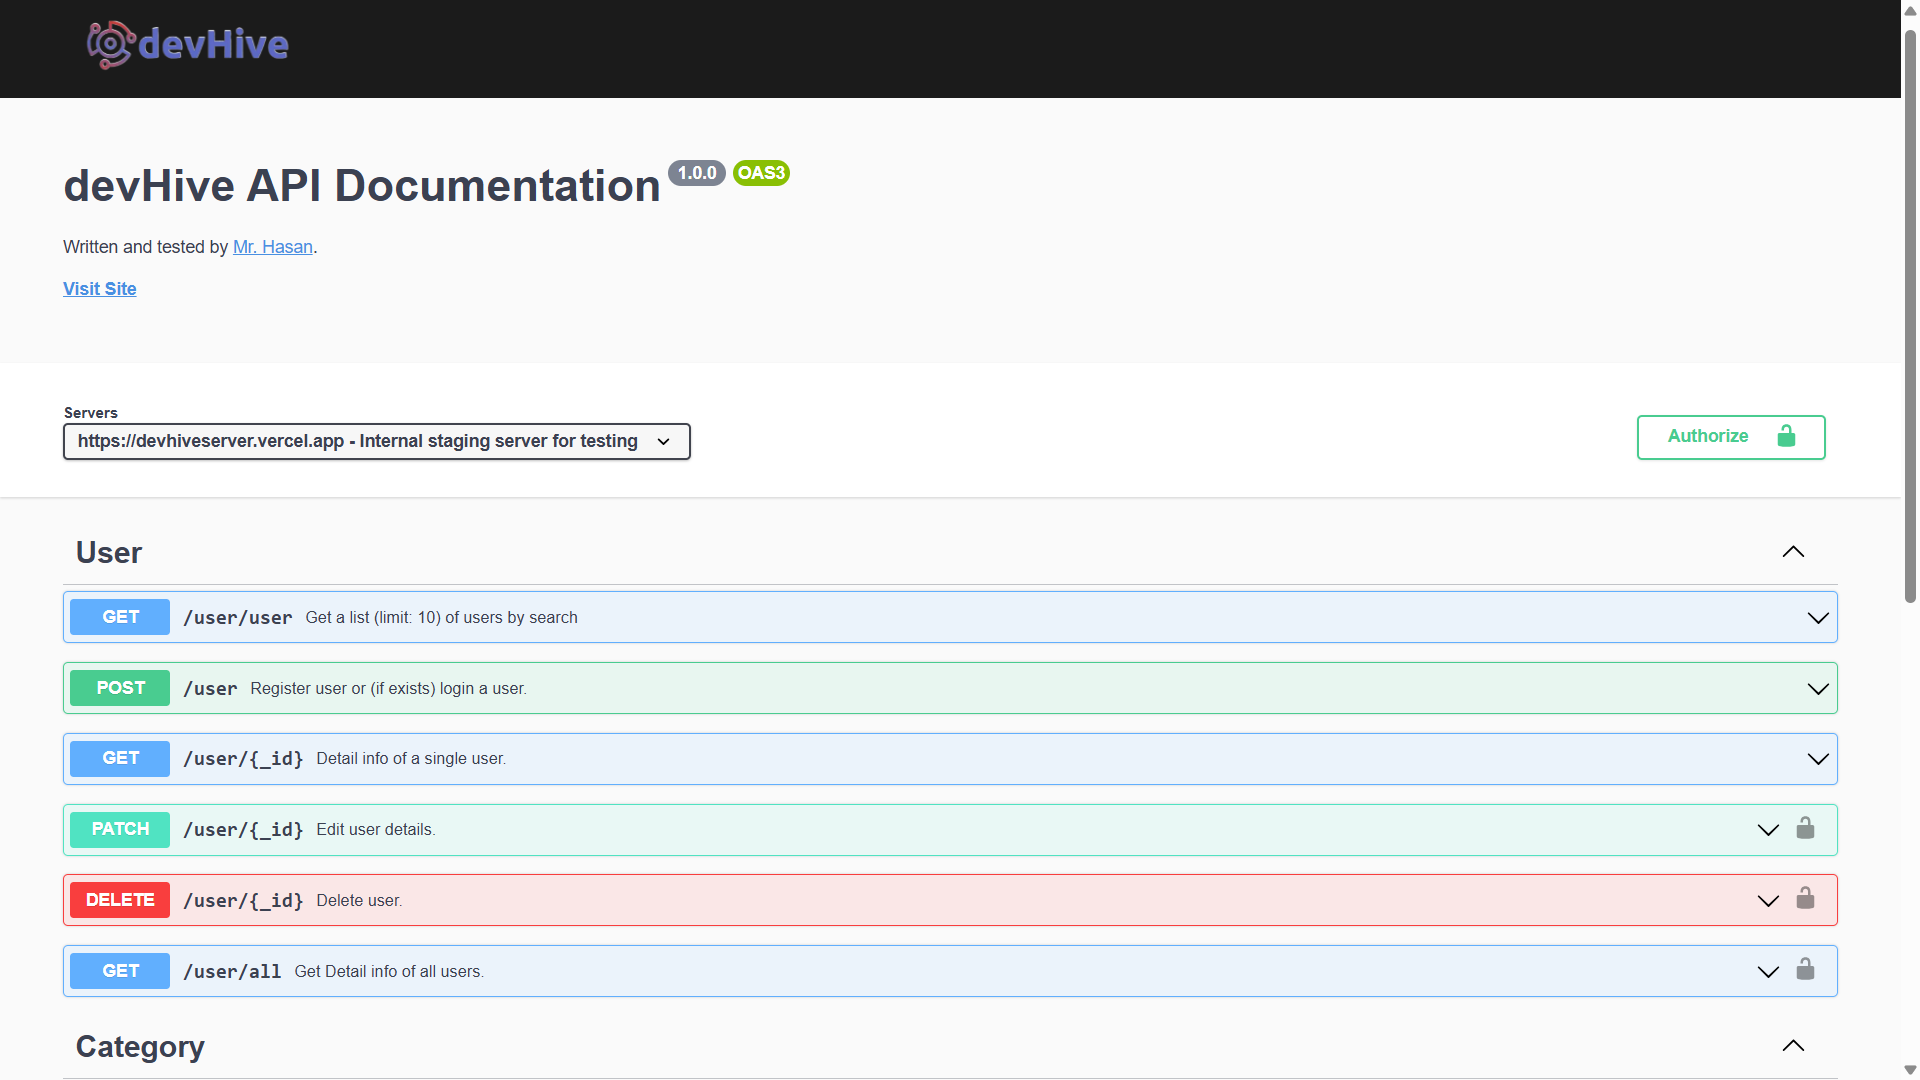 devHive
devHive API Documentation 1.0.0 OAS3
Written and tested by Mr. Hasan.
Visit Site
Servers
https://devhiveserver.vercel.app - Internal staging server for testing
Authorize
User
GET /user/user Get a list (limit: 10) of users by search
POST /user Register user or (if exists) login a user.
GET /user/{_id} Detail info of a single user.
PATCH /user/{_id} Edit user details.
DELETE /user/{_id} Delete user.
GET /user/all Get Detail info of all users.
Category